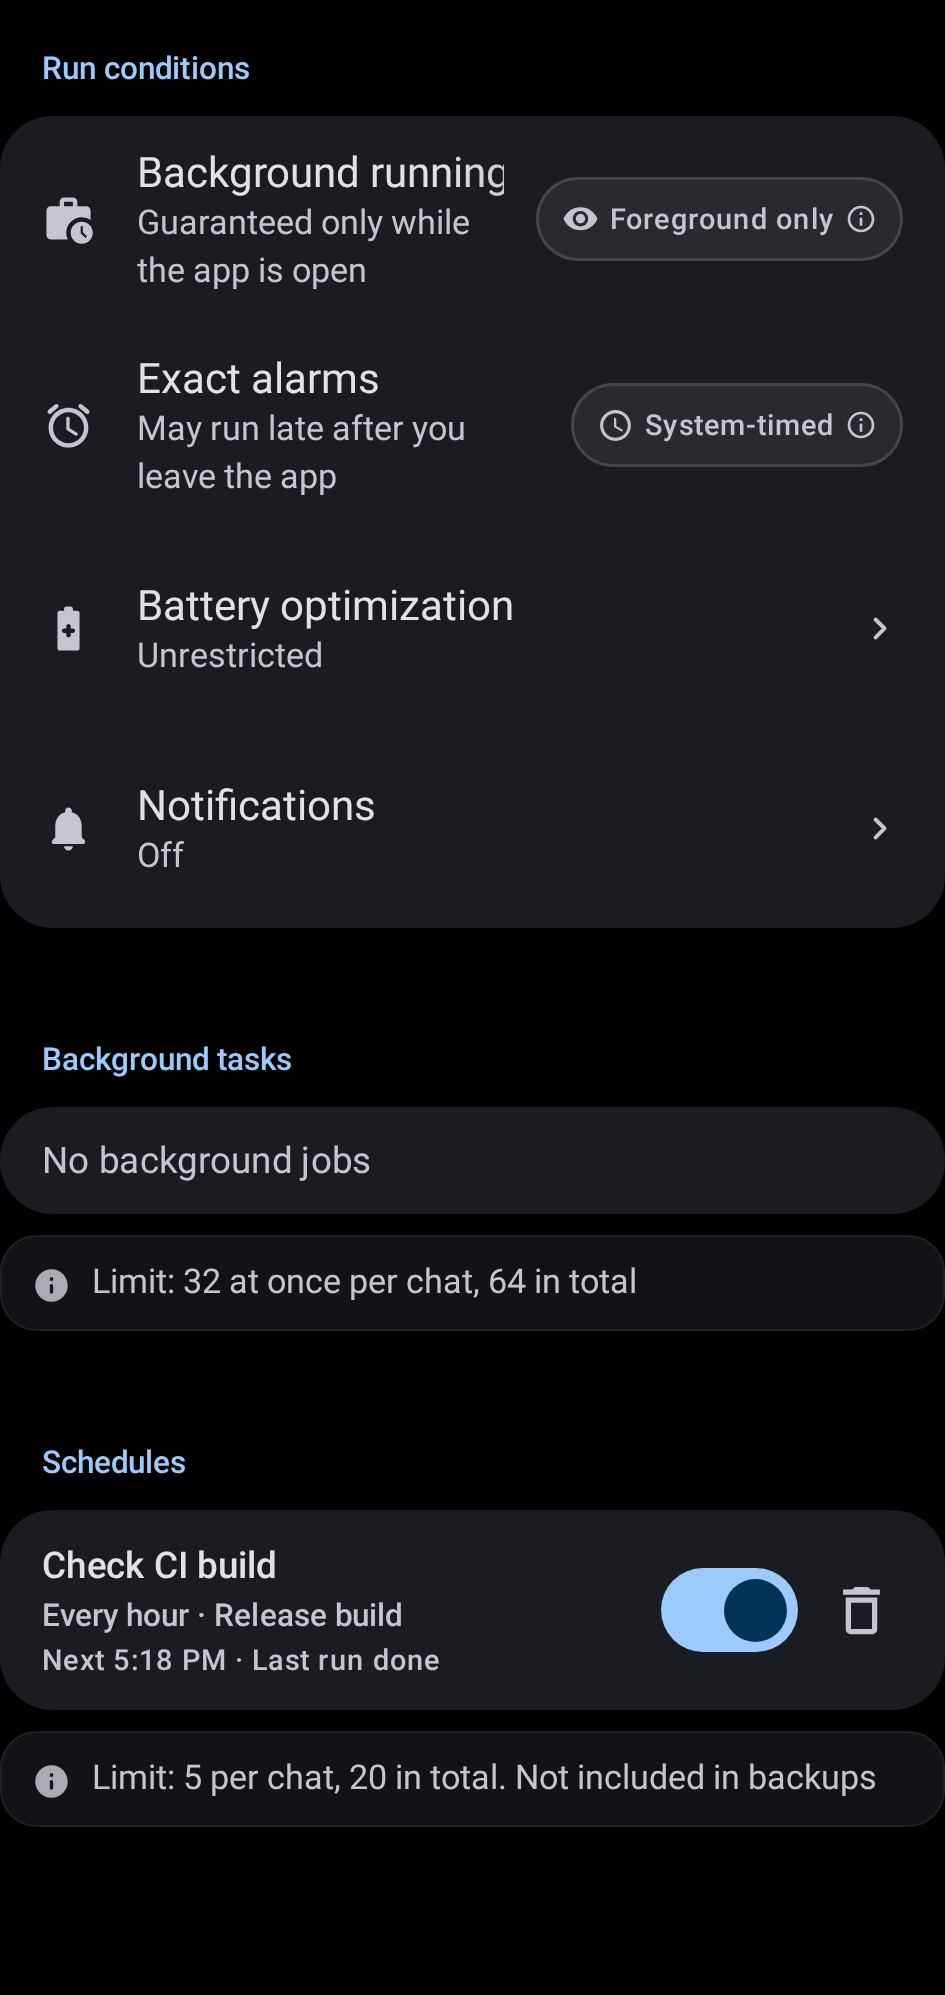 Run conditions
Background running
Guaranteed only while
the app is open
Foreground only
Exact alarms
May run late after you
leave the app
System-timed
Battery optimization
Unrestricted
Notifications
Off
Background tasks
No background jobs
Limit: 32 at once per chat, 64 in total
Schedules
Check CI build
Every hour · Release build
Next 5:18 PM · Last run done
Limit: 5 per chat, 20 in total. Not included in backups